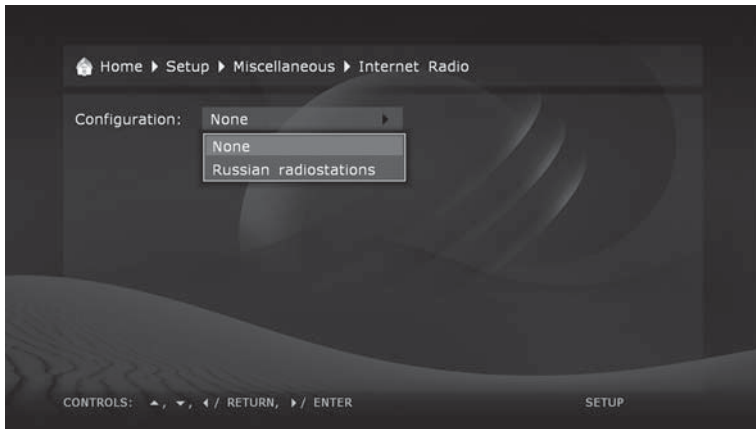 Home ▶ Setup ▶ Miscellaneous ▶ Internet Radio
Configuration: None ▶
None
Russian radiostations
CONTROLS: ▲, ▼, ◀ / RETURN, ▶ / ENTER SETUP